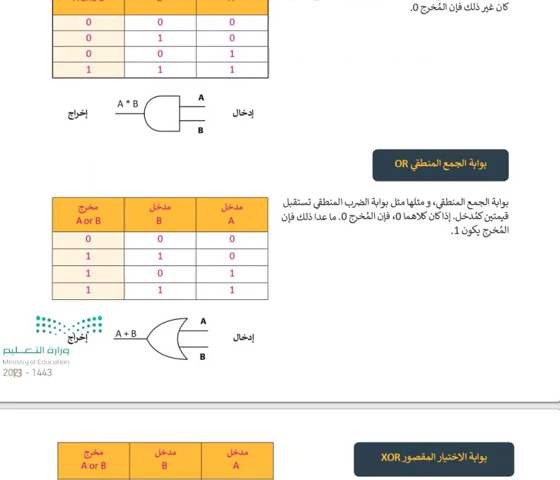 كان غير ذلك فإن المُخرج 0.
0 0 0
0 1 0
1 0 0
1 1 1
A
إدخال
A * B
إخراج
B
بوابة الجمع المنطقي OR
بوابة الجمع المنطقي، و مثلها مثل بوابة الضرب المنطقي تستقبل
قيمتين كمُدخل. إذا كان كلاهما 0، فإن المُخرج 0. ما عدا ذلك فإن
المُخرج يكون 1.
مدخل مدخل مخرج
A B A or B
0 0 0
0 1 1
1 0 1
1 1 1
A
إدخال
A + B
إخراج
B
وزارة التعليم
Ministry of Education
1443 -
بوابة الاختيار المقصور XOR
مدخل مدخل مخرج
A B A or B